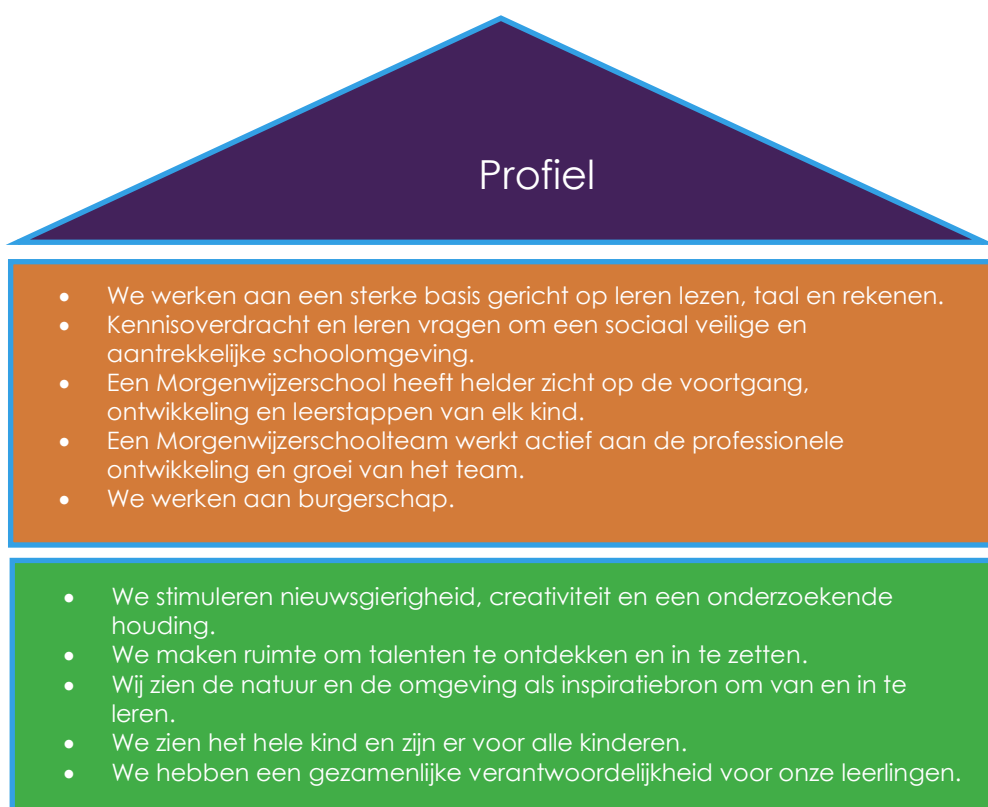 Profiel
• We werken aan een sterke basis gericht op leren lezen, taal en rekenen.
• Kennisoverdracht en leren vragen om een sociaal veilige en
aantrekkelijke schoolomgeving.
• Een Morgenwijzerschool heeft helder zicht op de voortgang,
ontwikkeling en leerstappen van elk kind.
• Een Morgenwijzerschoolteam werkt actief aan de professionele
ontwikkeling en groei van het team.
• We werken aan burgerschap.
• We stimuleren nieuwsgierigheid, creativiteit en een onderzoekende
houding.
• We maken ruimte om talenten te ontdekken en in te zetten.
• Wij zien de natuur en de omgeving als inspiratiebron om van en in te
leren.
• We zien het hele kind en zijn er voor alle kinderen.
• We hebben een gezamenlijke verantwoordelijkheid voor onze leerlingen.